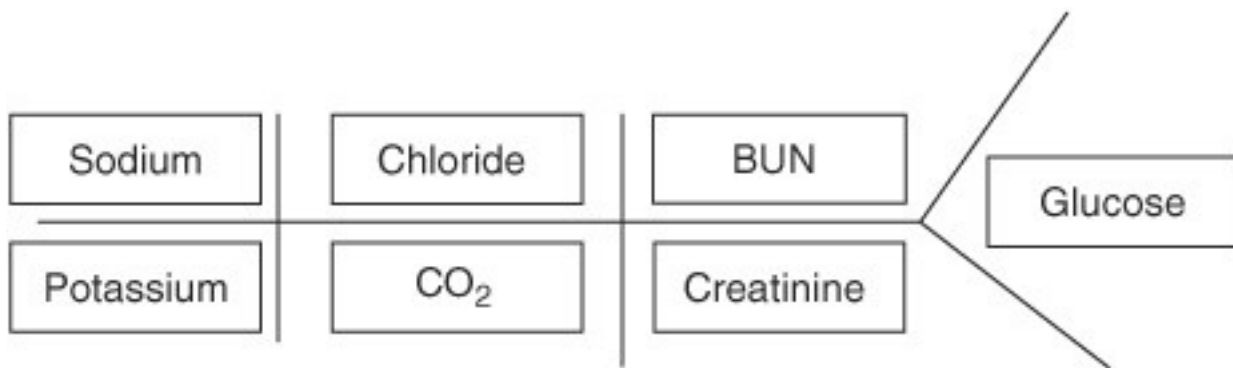 Sodium
Chloride
BUN
Glucose
Potassium
CO₂
Creatinine